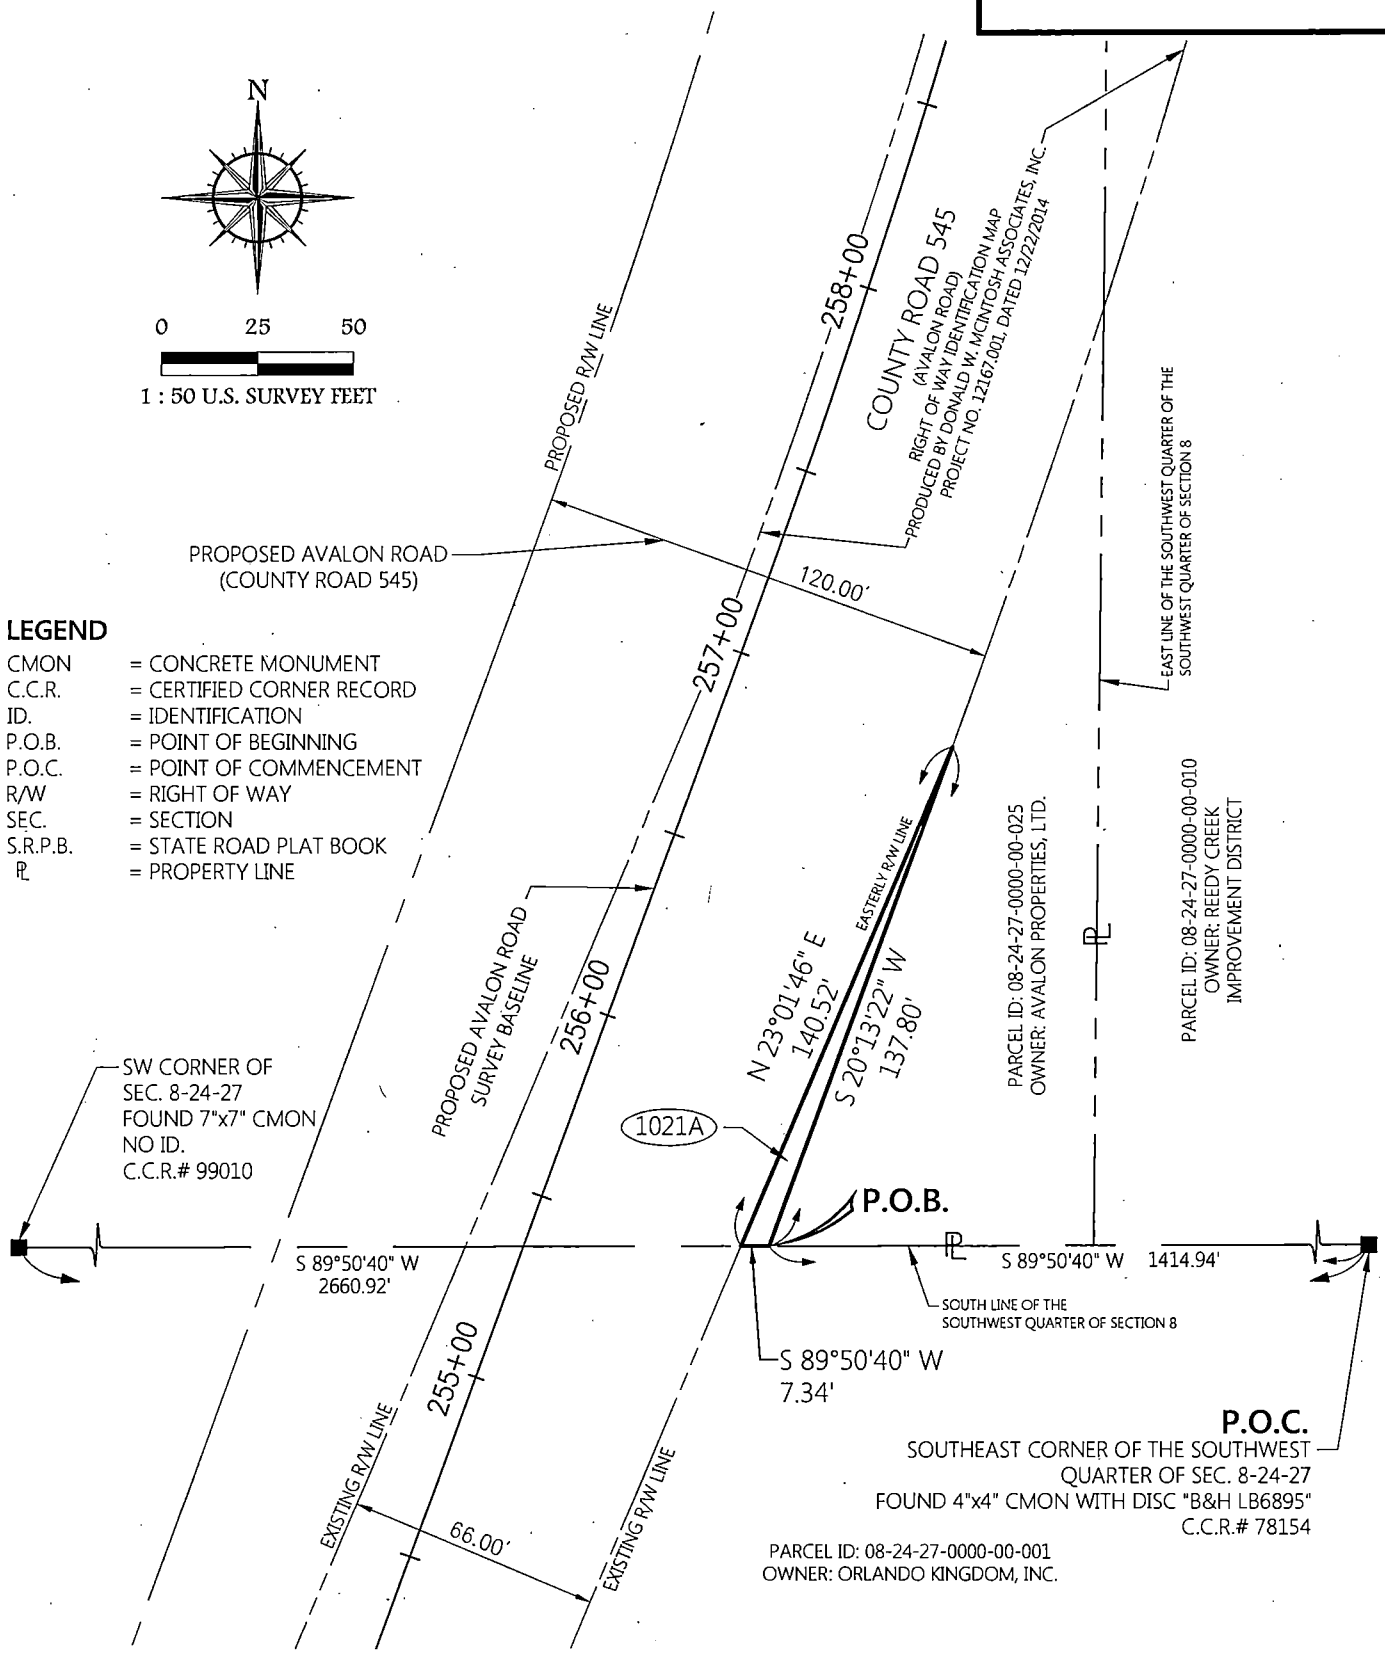 N
0 25 50
1 : 50 U.S. SURVEY FEET
PROPOSED R/W LINE
258+00
COUNTY ROAD 545
(AVALON ROAD)
RIGHT OF WAY IDENTIFICATION MAP
PRODUCED BY DONALD W. MCINTOSH ASSOCIATES, INC.
PROJECT NO. 12167.001, DATED 12/22/2014
EAST LINE OF THE SOUTHWEST QUARTER OF THE
SOUTHWEST QUARTER OF SECTION 8
PROPOSED AVALON ROAD
(COUNTY ROAD 545)
120.00'
257+00
LEGEND
CMON = CONCRETE MONUMENT
C.C.R. = CERTIFIED CORNER RECORD
ID. = IDENTIFICATION
P.O.B. = POINT OF BEGINNING
P.O.C. = POINT OF COMMENCEMENT
R/W = RIGHT OF WAY
SEC. = SECTION
S.R.P.B. = STATE ROAD PLAT BOOK
PL = PROPERTY LINE
EASTERLY R/W LINE
N 23°01'46" E
140.52'
S 20°13'22" W
137.80'
PARCEL ID: 08-24-27-0000-00-025
OWNER: AVALON PROPERTIES, LTD.
PL
PARCEL ID: 08-24-27-0000-00-010
OWNER: REEDY CREEK
IMPROVEMENT DISTRICT
PROPOSED AVALON ROAD
SURVEY BASELINE
256+00
SW CORNER OF
SEC. 8-24-27
FOUND 7"x7" CMON
NO ID.
C.C.R.# 99010
1021A
P.O.B.
S 89°50'40" W
2660.92'
PL
S 89°50'40" W 1414.94'
SOUTH LINE OF THE
SOUTHWEST QUARTER OF SECTION 8
S 89°50'40" W
7.34'
255+00
EXISTING R/W LINE
66.00'
EXISTING R/W LINE
P.O.C.
SOUTHEAST CORNER OF THE SOUTHWEST
QUARTER OF SEC. 8-24-27
FOUND 4"x4" CMON WITH DISC "B&H LB6895"
C.C.R.# 78154
PARCEL ID: 08-24-27-0000-00-001
OWNER: ORLANDO KINGDOM, INC.